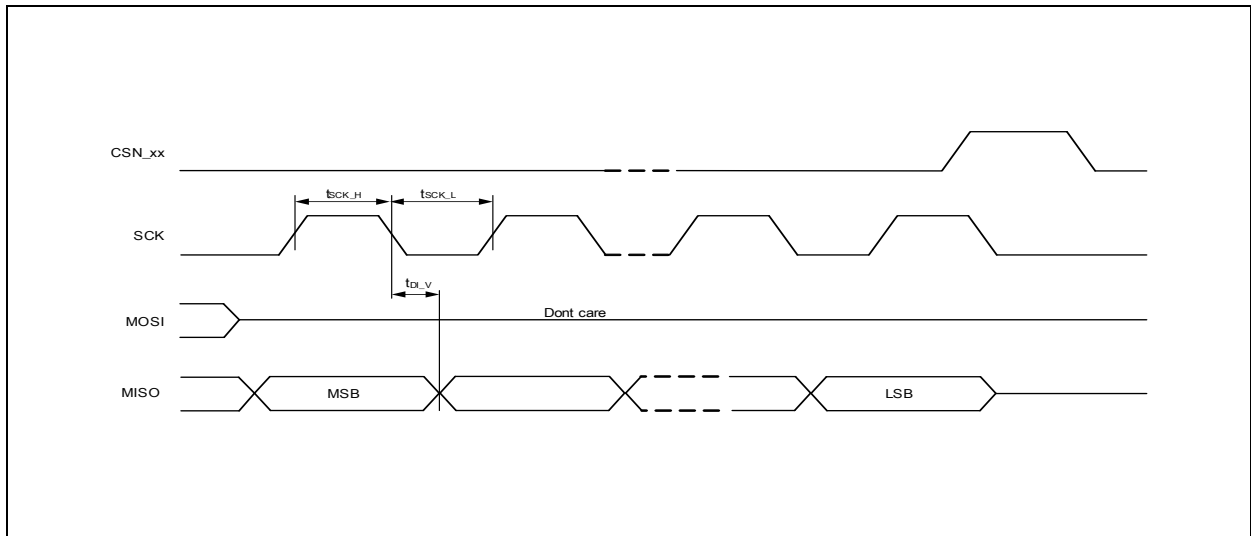 CSN_xx
tSCK_H tSCK_L
SCK
tDI_V
MOSI Dont care
MISO MSB LSB